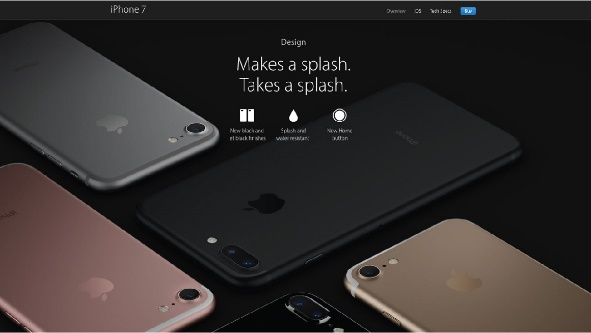 iPhone 7
Overview iOS Tech Specs Buy
Design
Makes a splash.
Takes a splash.
New black and
jet black finishes
Splash and
water resistant
New Home
button
iPhone